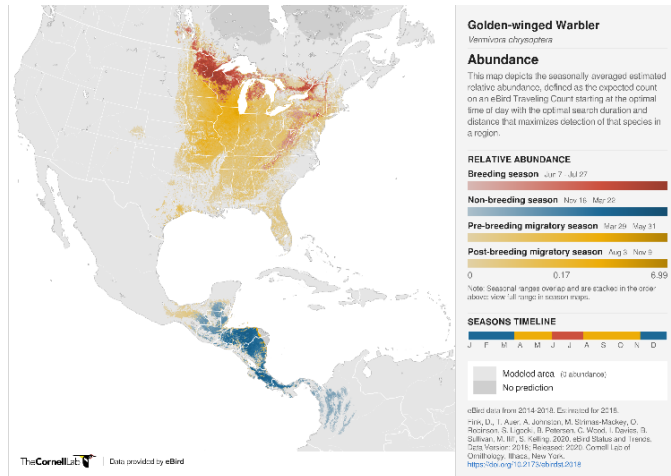 Golden-winged Warbler
Vermivora chrysoptera
Abundance
This map depicts the seasonally averaged estimated
relative abundance, defined as the expected count
on an eBird Traveling Count starting at the optimal
time of day with the optimal search duration and
distance that maximizes detection of that species in
a region.
RELATIVE ABUNDANCE
Breeding season Jun 7 - Jul 27
Non-breeding season Nov 16 - Mar 22
Pre-breeding migratory season Mar 29 - May 31
Post-breeding migratory season Aug 3 - Nov 9
0 0.17 6.99
Note: Seasonal ranges overlap and are stacked in the order
above; view full range in season maps.
SEASONS TIMELINE
J F M A M J J A S O N D
Modeled area (0 abundance)
No prediction
eBird data from 2014-2018. Estimated for 2018.
Fink, D., T. Auer, A. Johnston, M. Strimas-Mackey, O.
Robinson, S. Ligocki, B. Petersen, C. Wood, I. Davies, B.
Sullivan, M. Iliff, S. Kelling. 2020. eBird Status and Trends.
Data Version: 2018; Released: 2020. Cornell Lab of
Ornithology, Ithaca, New York.
https://doi.org/10.2173/ebirdst.2018
TheCornellLab Data provided by eBird